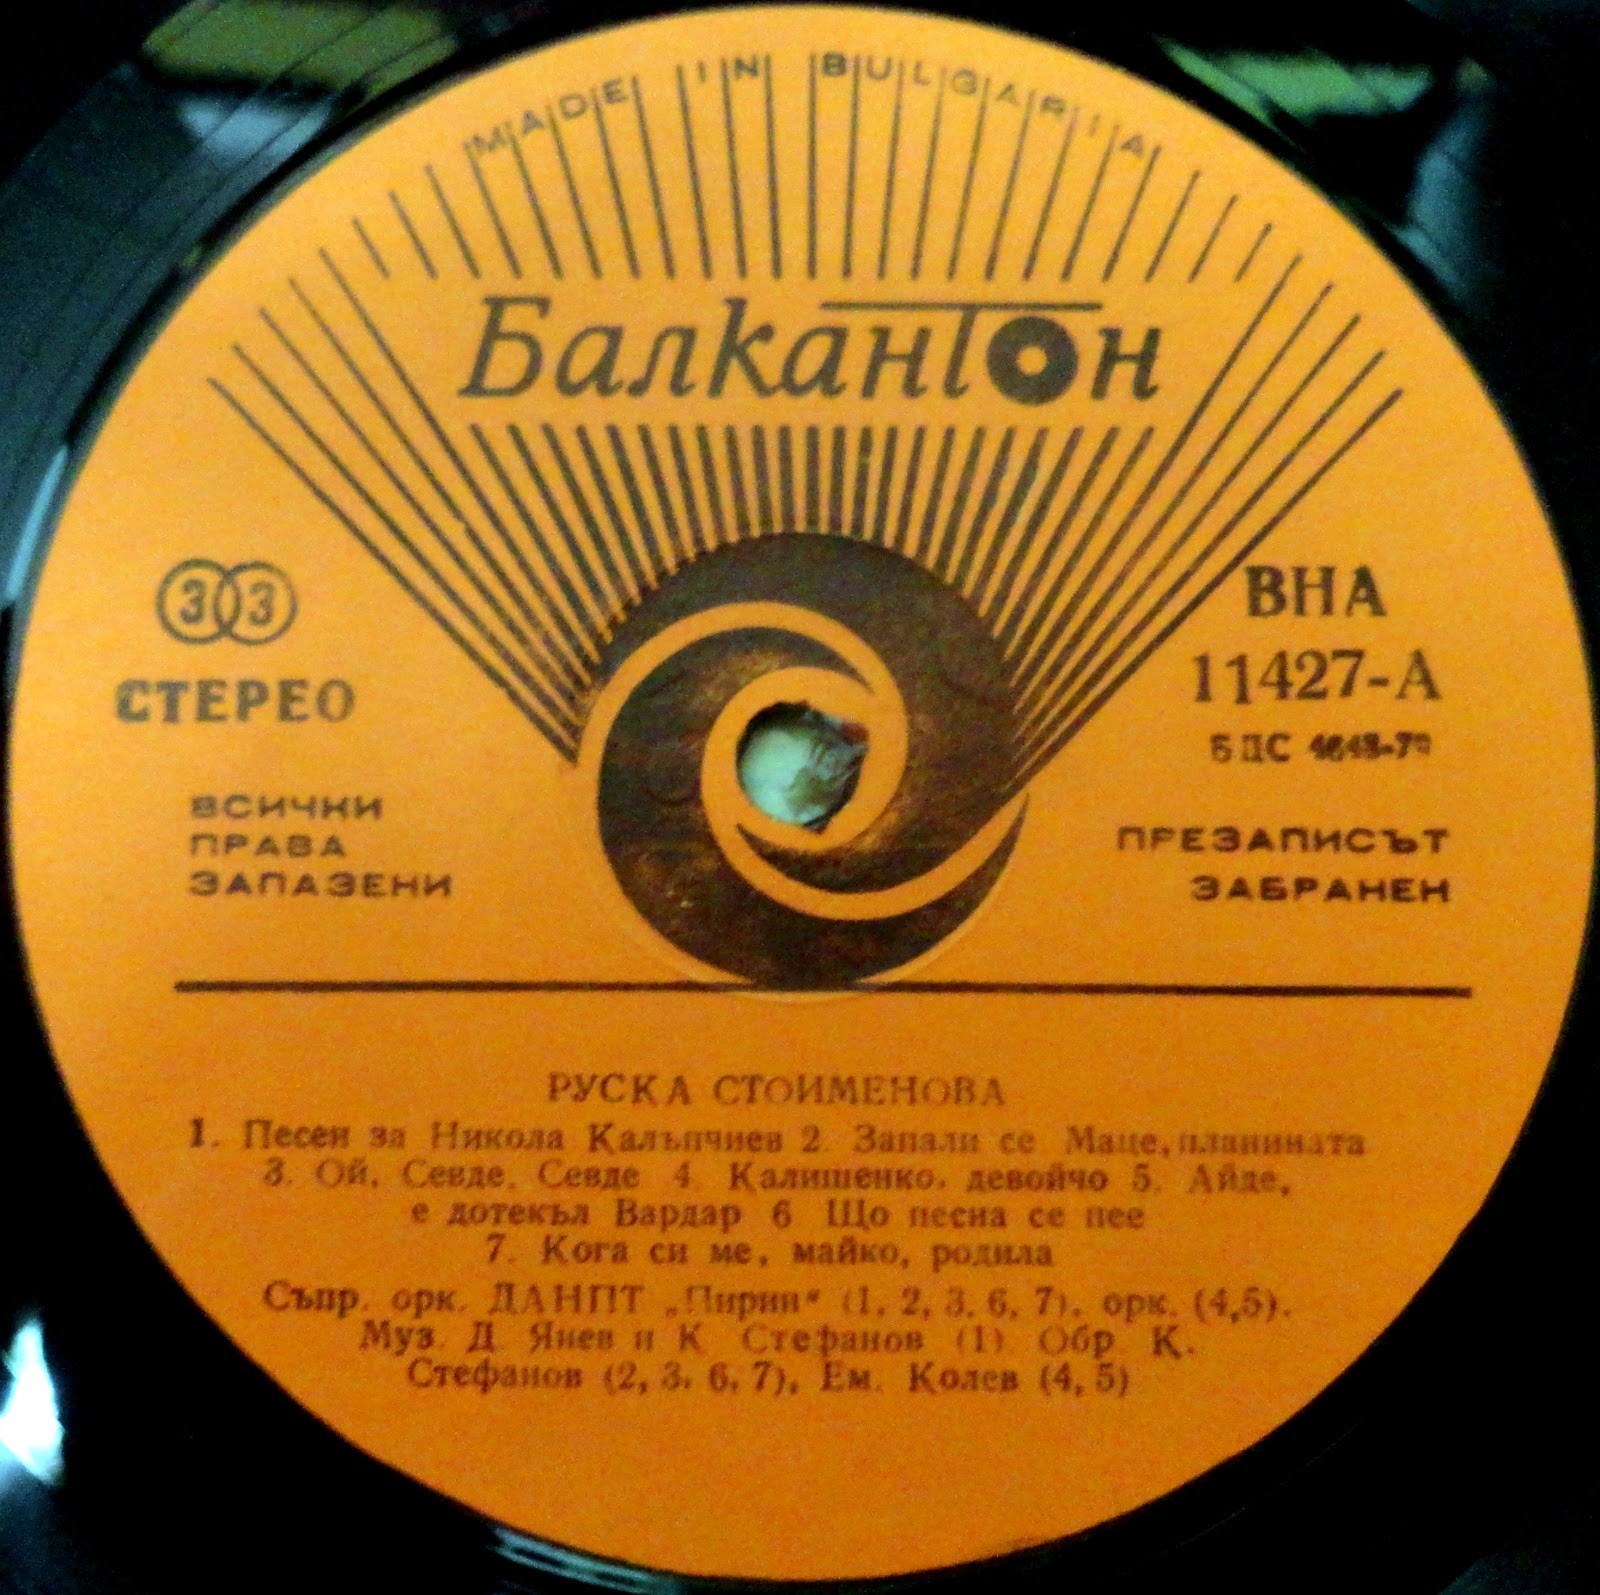 MADE IN BULGARIA
Балкантон
33
СТЕРЕО
ВСИЧКИ
ПРАВА
ЗАПАЗЕНИ
ВНА
11427-А
БДС
ПРЕЗАПИСЪТ
ЗАБРАНЕН
РУСКА СТОИМЕНОВА
1. Песен за Никола Калъпчиев 2. Запали се Маце, планината
3. Ой, Севде, Севде 4. Калишенко, девойчо 5. Айде,
е дотекъл Вардар 6 Що песна се пее
7. Кога си ме, майко, родила
Съпр. орк. ДАНПТ „Пирин“ (1, 2, 3, 6, 7), орк. (4,5).
Муз. Д. Янев и К. Стефанов (1). Обр. К.
Стефанов (2, 3, 6, 7), Ем. Колев (4, 5)